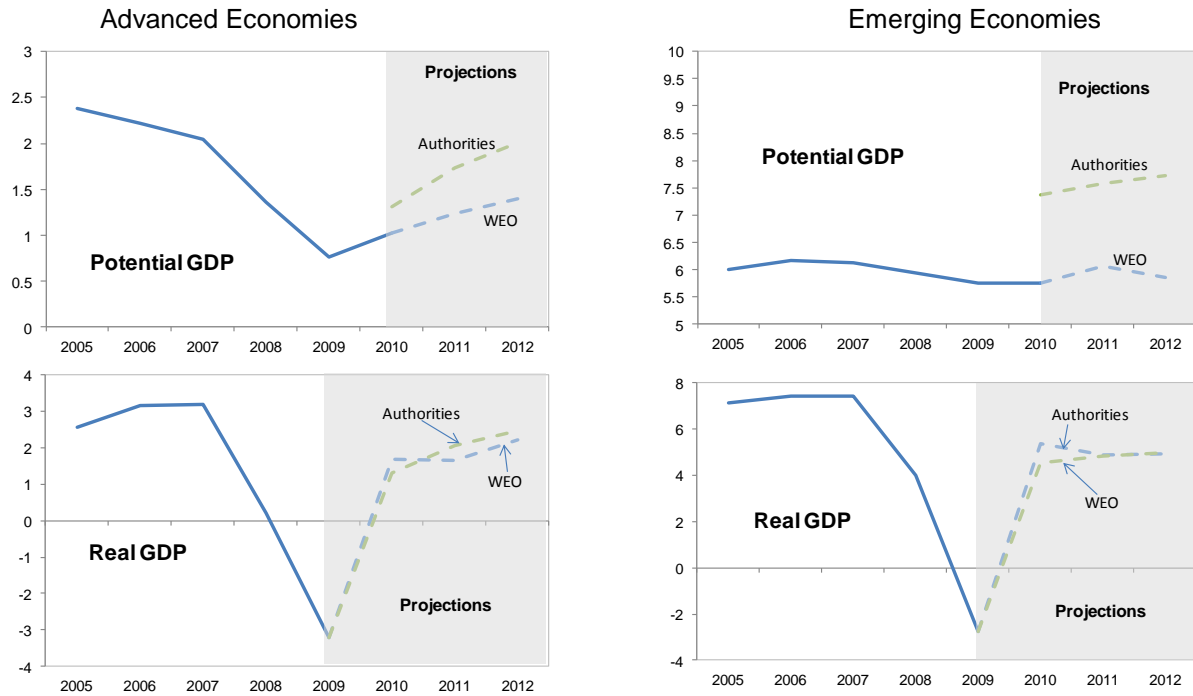 Advanced Economies
3
2.5
2
1.5
1
0.5
0
Projections
Authorities
WEO
Potential GDP
2005 2006 2007 2008 2009 2010 2011 2012
4
3
2
1
0
-1
-2
-3
-4
Authorities
WEO
Real GDP
Projections
2005 2006 2007 2008 2009 2010 2011 2012
Emerging Economies
10
9.5
9
8.5
8
7.5
7
6.5
6
5.5
5
Projections
Potential GDP
Authorities
WEO
2005 2006 2007 2008 2009 2010 2011 2012
8
6
4
2
0
-2
-4
Authorities
WEO
Real GDP
Projections
2005 2006 2007 2008 2009 2010 2011 2012